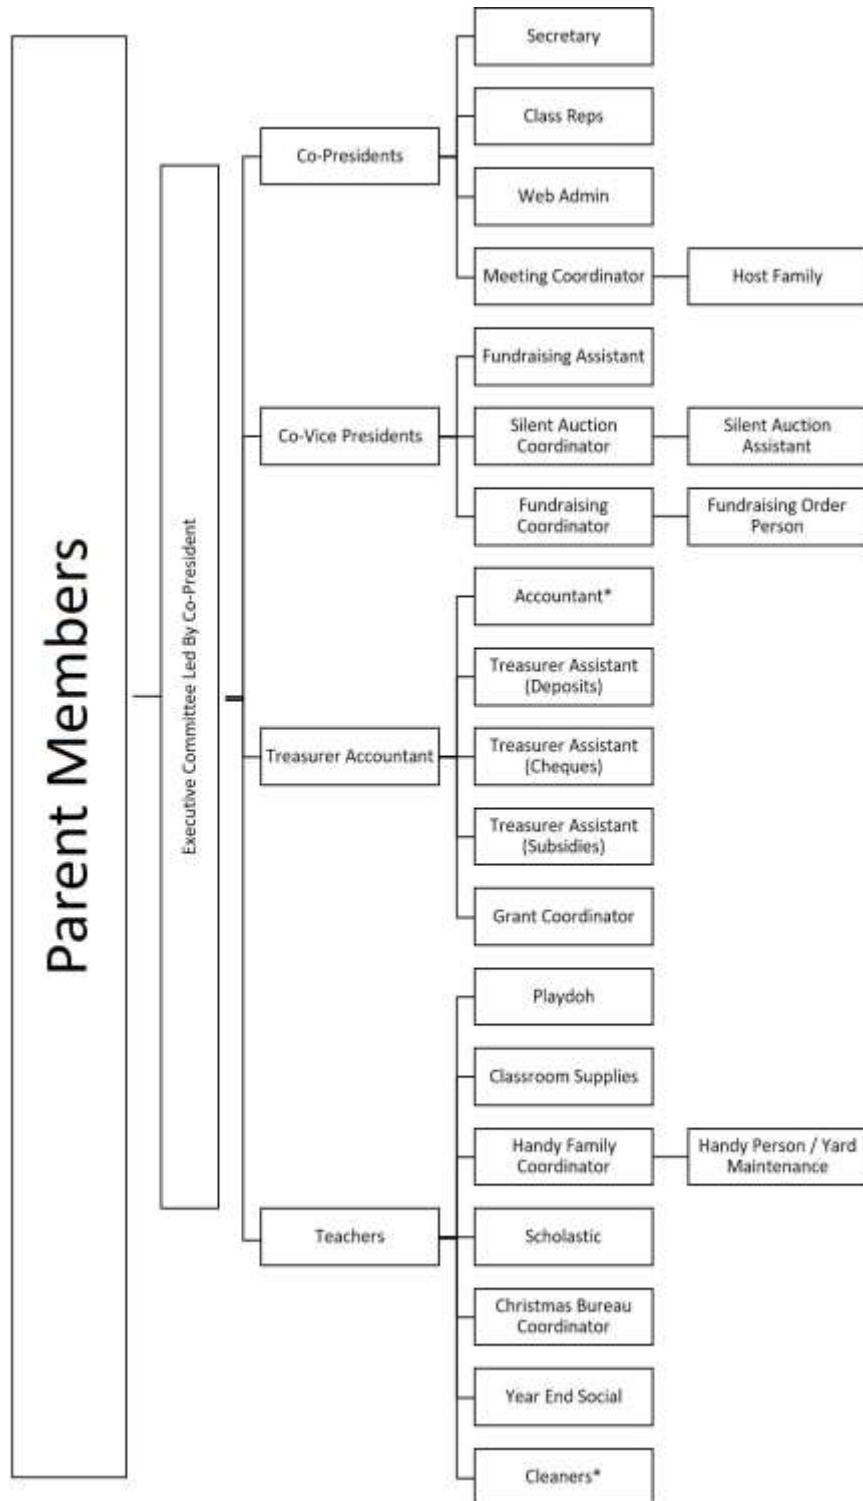 Parent Members
Executive Committee Led By Co-President
Co-Presidents
Secretary
Class Reps
Web Admin
Meeting Coordinator
Host Family
Co-Vice Presidents
Fundraising Assistant
Silent Auction
Coordinator
Silent Auction
Assistant
Fundraising
Coordinator
Fundraising Order
Person
Treasurer Accountant
Accountant*
Treasurer Assistant
(Deposits)
Treasurer Assistant
(Cheques)
Treasurer Assistant
(Subsidies)
Grant Coordinator
Teachers
Playdoh
Classroom Supplies
Handy Family
Coordinator
Handy Person / Yard
Maintenance
Scholastic
Christmas Bureau
Coordinator
Year End Social
Cleaners*